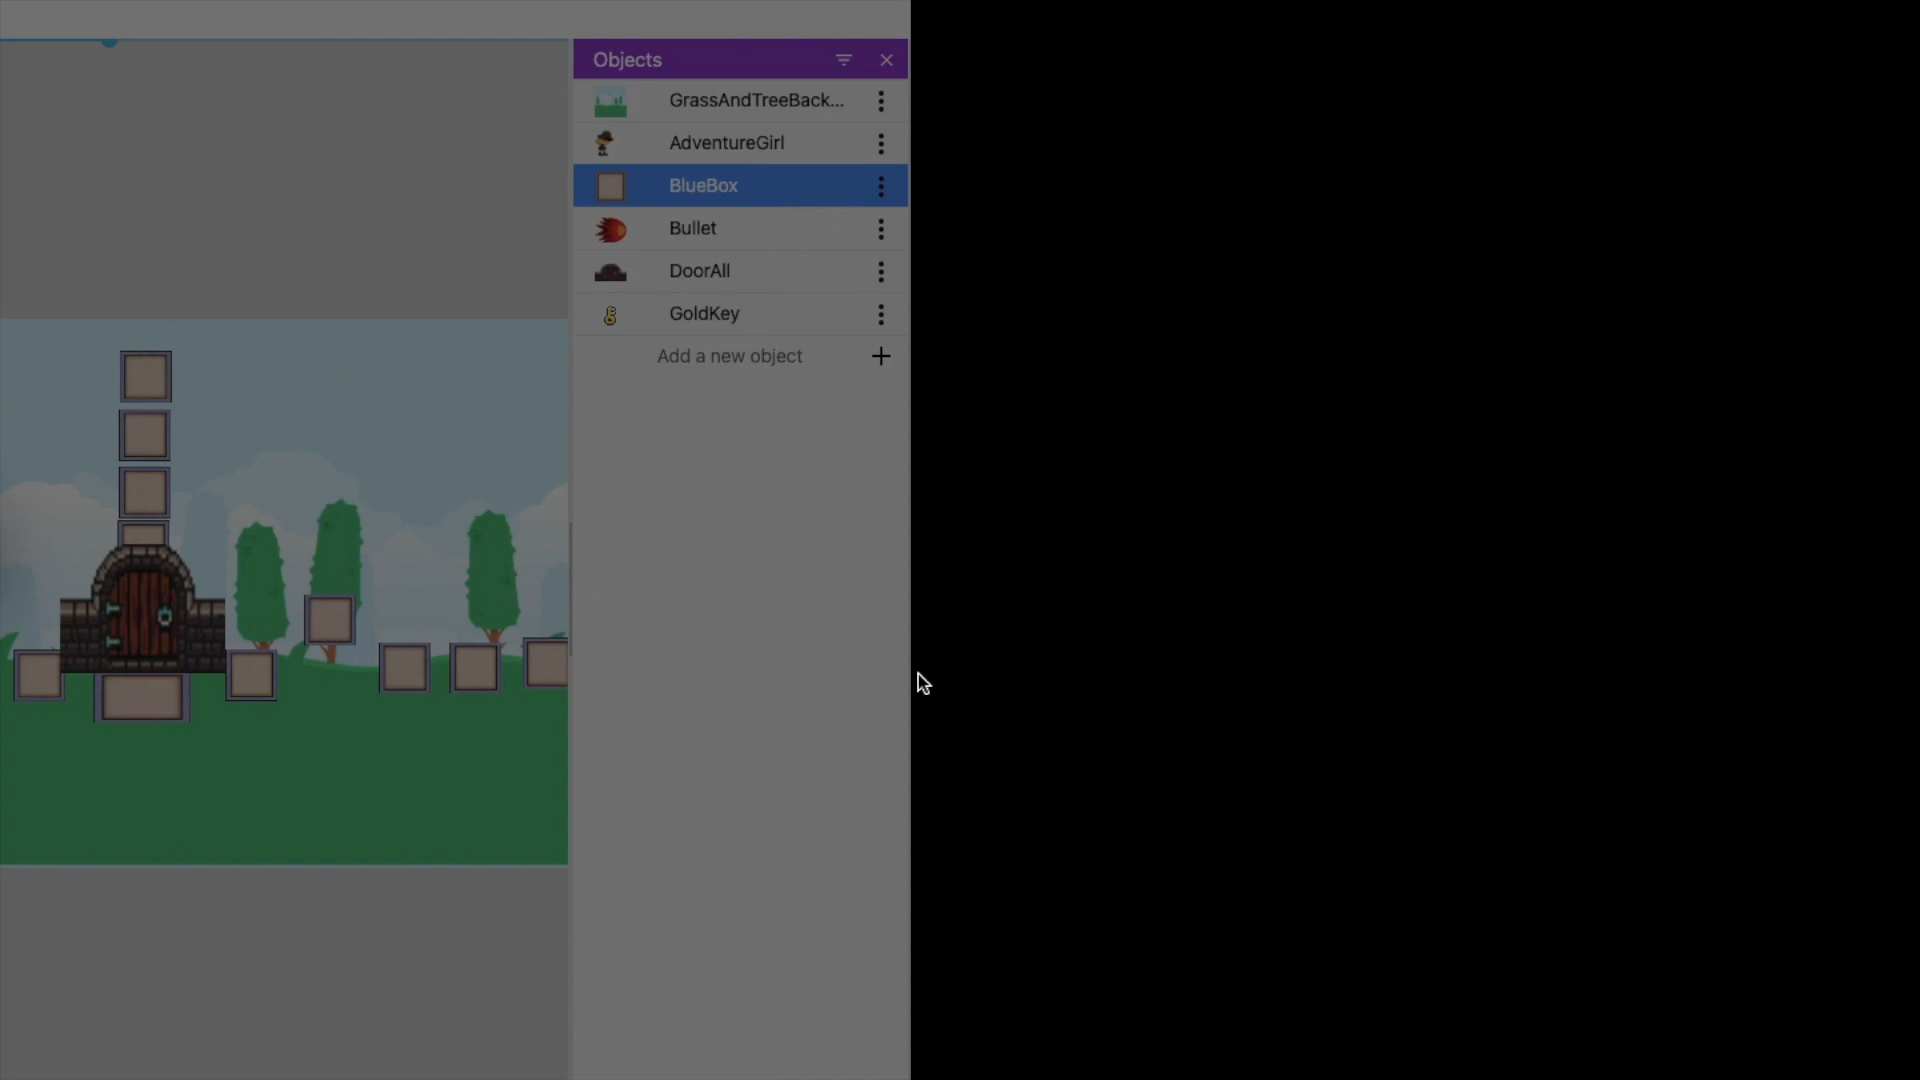 Objects
GrassAndTreeBack...
AdventureGirl
BlueBox
Bullet
DoorAll
GoldKey
Add a new object